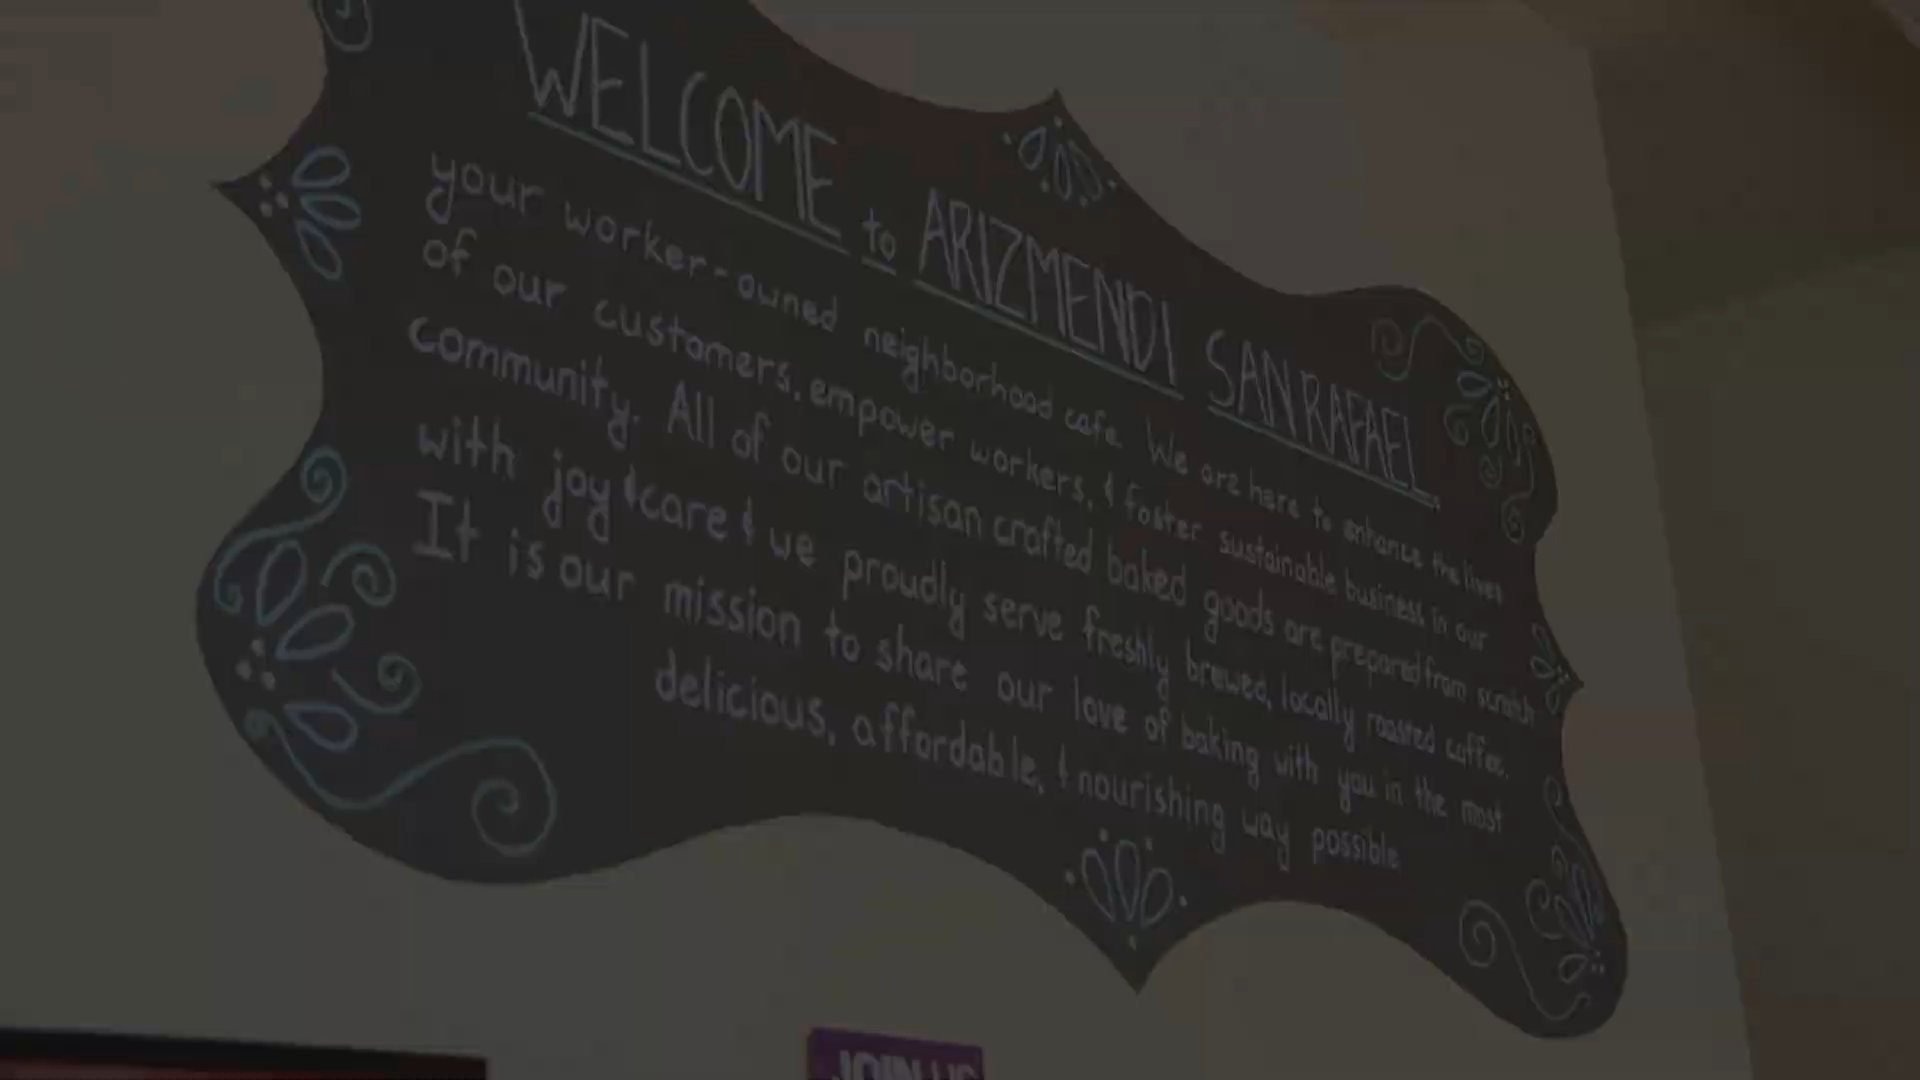 WELCOME to ARIZMENDI SAN RAFAEL.
your worker-owned neighborhood cafe. We are here to enhance the lives
of our customers, empower workers, & foster sustainable business in our
community. All of our artisan crafted baked goods are prepared from scratch
with joy & care & we proudly serve freshly brewed, locally roasted coffee.
It is our mission to share our love of baking with you in the most
delicious, affordable, & nourishing way possible
JOIN US